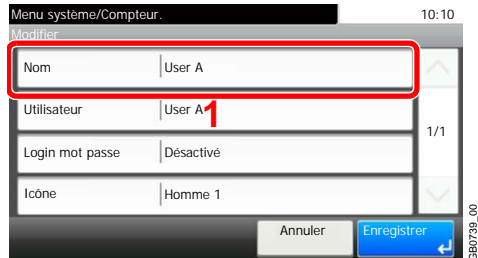 Menu système/Compteur.
10:10
Modifier
Nom User A
Utilisateur User A
1
1/1
Login mot passe Désactivé
Icône Homme 1
Annuler Enregistrer
GB0739_00